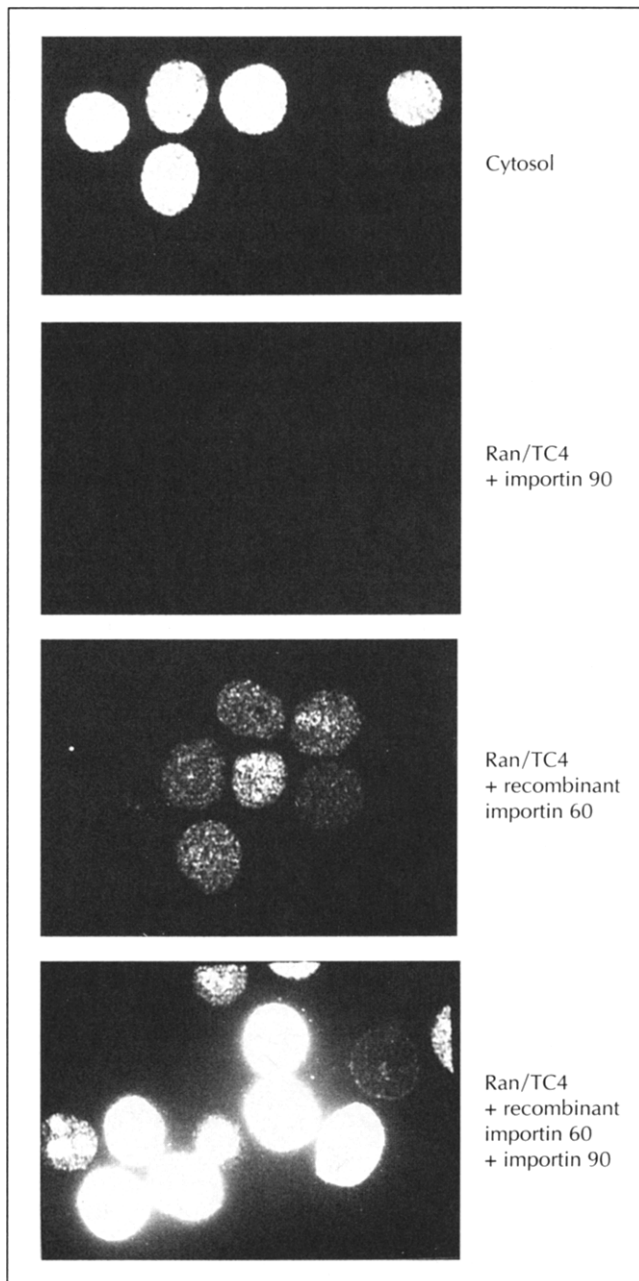 Cytosol
Ran/TC4
+ importin 90
Ran/TC4
+ recombinant
importin 60
Ran/TC4
+ recombinant
importin 60
+ importin 90